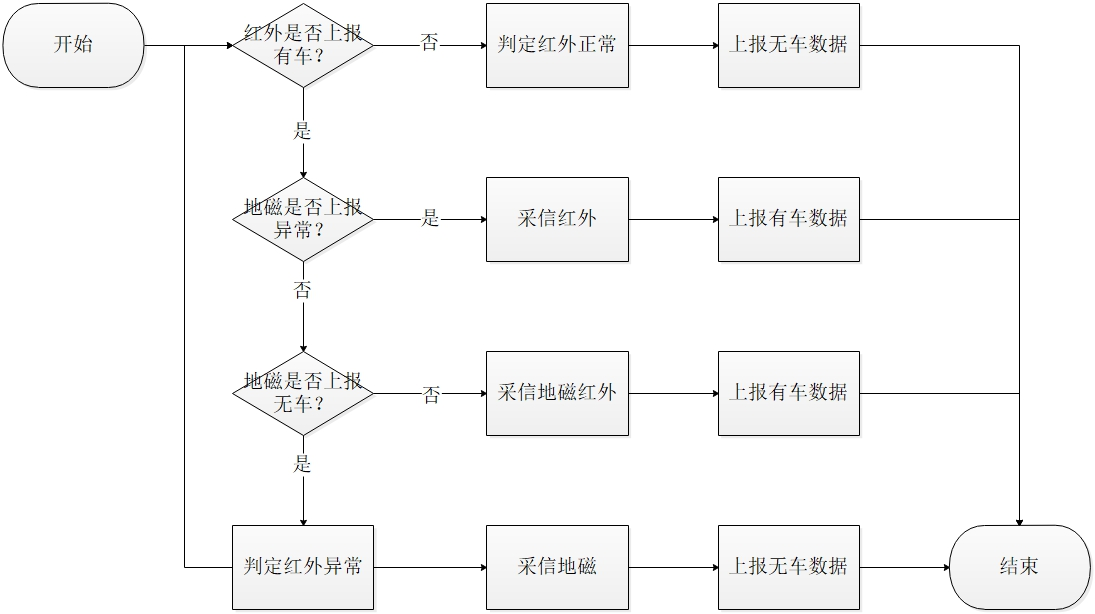 开始
红外是否上报
有车？
否
判定红外正常
上报无车数据
是
地磁是否上报
异常？
是
采信红外
上报有车数据
否
地磁是否上报
无车？
否
采信地磁红外
上报有车数据
是
判定红外异常
采信地磁
上报无车数据
结束